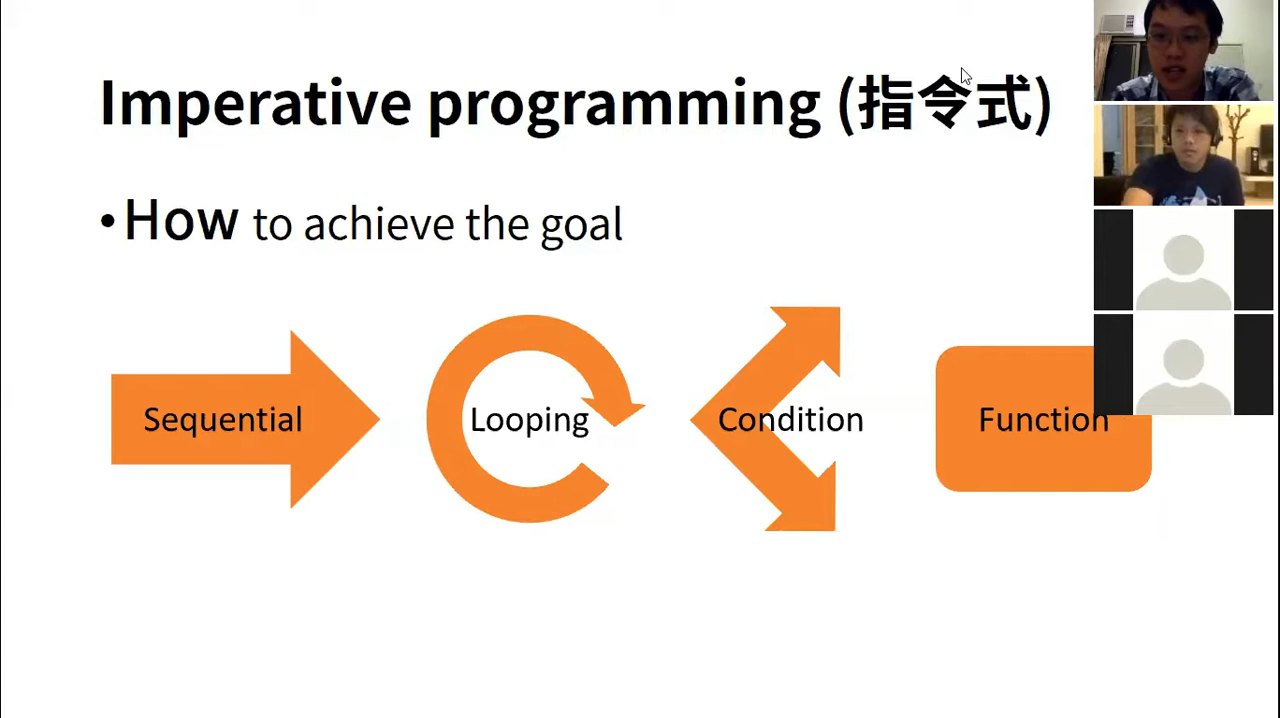 Imperative programming (指令式)
•How to achieve the goal
Sequential
Looping
Condition
Function